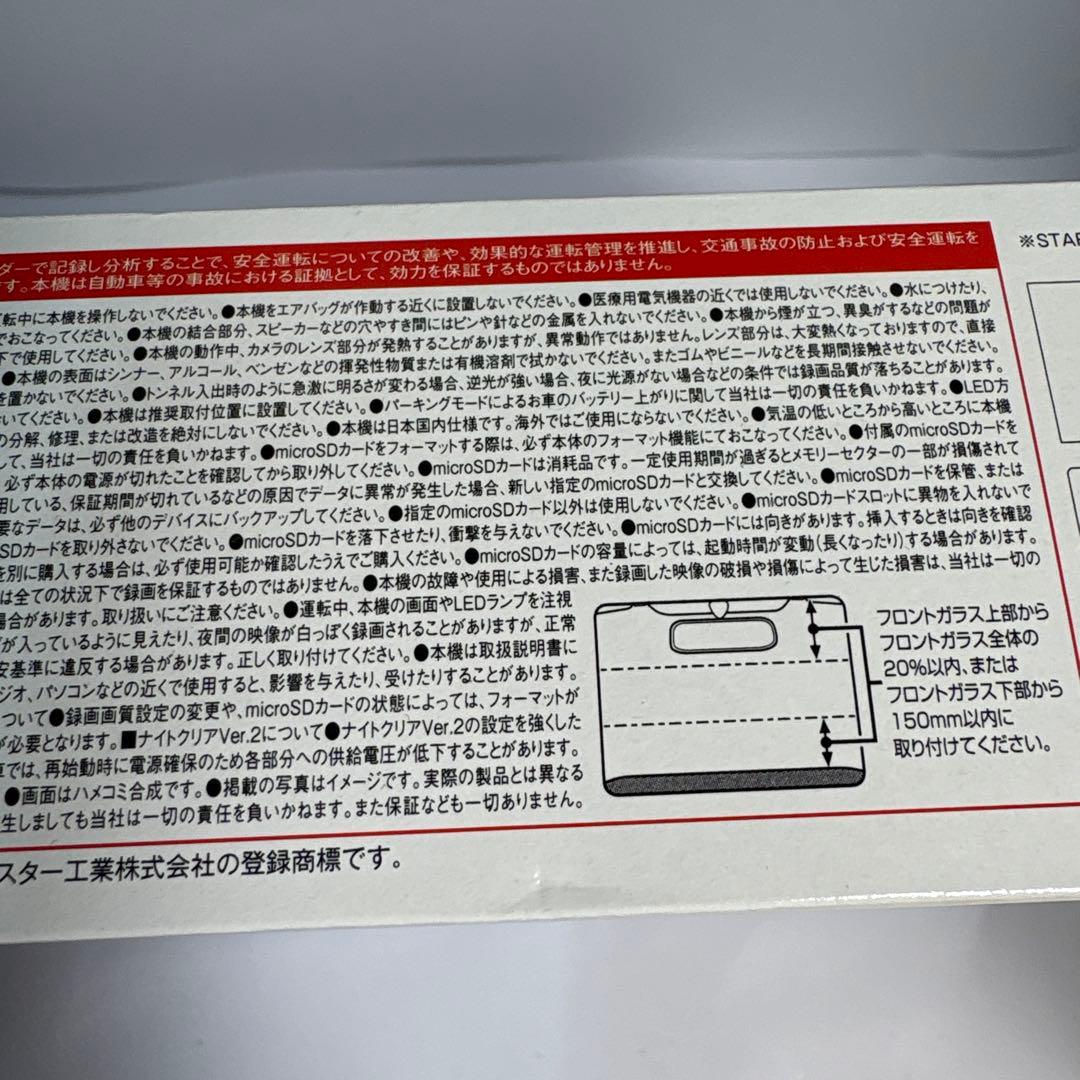 ダーで記録し分析することで、安全運転についての改善や、効果的な運転管理を推進し、交通事故の防止および安全運転を
す。本機は自動車等の事故における証拠として、効力を保証するものではありません。
※STAR
転中に本機を操作しないでください。●本機をエアバッグが作動する近くに設置しないでください。●医療用電気機器の近くでは使用しないでください。●水につけたり、
でおこなってください。●本機の結合部分、スピーカーなどの穴やすき間にはピンや針などの金属を入れないでください。●本機から煙が立つ、異臭がするなどの問題が
下で使用してください。●本機の動作中、カメラのレンズ部分が発熱することがありますが、異常動作ではありません。レンズ部分は、大変熱くなっておりますので、直接
●本機の表面はシンナー、アルコール、ベンゼンなどの揮発性物質または有機溶剤で拭かないでください。またゴムやビニールなどを長期間接触させないでください。
を置かないでください。●トンネル入出時のように急激に明るさが変わる場合、逆光が強い場合、夜に光源がない場合などの条件では録画品質が落ちることがあります。
ないでください。●本機は推奨取付位置に設置してください。●パーキングモードによるお車のバッテリー上がりに関して当社は一切の責任を負いかねます。●LED方
の分解、修理、または改造を絶対にしないでください。●本機は日本国内仕様です。海外ではご使用にならないでください。●気温の低いところから高いところに本機
して、当社は一切の責任を負いかねます。●microSDカードをフォーマットする際は、必ず本体のフォーマット機能にておこなってください。●付属のmicroSDカードを
、必ず本体の電源が切れたことを確認してから取り外してください。●microSDカードは消耗品です。一定使用期間が過ぎるとメモリーセクターの一部が損傷されて
用している、保証期間が切れているなどの原因でデータに異常が発生した場合、新しい指定のmicroSDカードと交換してください。●microSDカードを保管、または
要なデータは、必ず他のデバイスにバックアップしてください。●指定のmicroSDカード以外は使用しないでください。●microSDカードスロットに異物を入れないで
SDカードを取り外さないでください。●microSDカードを落下させたり、衝撃を与えないでください。●microSDカードには向きがあります。挿入するときは向きを確認
を別に購入する場合は、必ず使用可能か確認したうえでご購入ください。●microSDカードの容量によっては、起動時間が変動（長くなったり）する場合があります。
は全ての状況下で録画を保証するものではありません。●本機の故障や使用による損害、また録画した映像の破損や損傷によって生じた損害は、当社は一切の
場合があります。取り扱いにご注意ください。●運転中、本機の画面やLEDランプを注視
が入っているように見えたり、夜間の映像が白っぽく録画されることがありますが、正常
安基準に違反する場合があります。正しく取り付けてください。●本機は取扱説明書に
ジオ、パソコンなどの近くで使用すると、影響を与えたり、受けたりすることがあります。
ついて●録画画質設定の変更や、microSDカードの状態によっては、フォーマットが
が必要となります。■ナイトクリアVer.2について●ナイトクリアVer.2の設定を強くした
車では、再始動時に電源確保のため各部分への供給電圧が低下することがあります。
●画面はハメコミ合成です。●掲載の写真はイメージです。実際の製品とは異なる
生しましても当社は一切の責任を負いかねます。また保証なども一切ありません。
フロントガラス上部から
フロントガラス全体の
20%以内、または
フロントガラス下部から
150mm以内に
取り付けてください。
スター工業株式会社の登録商標です。